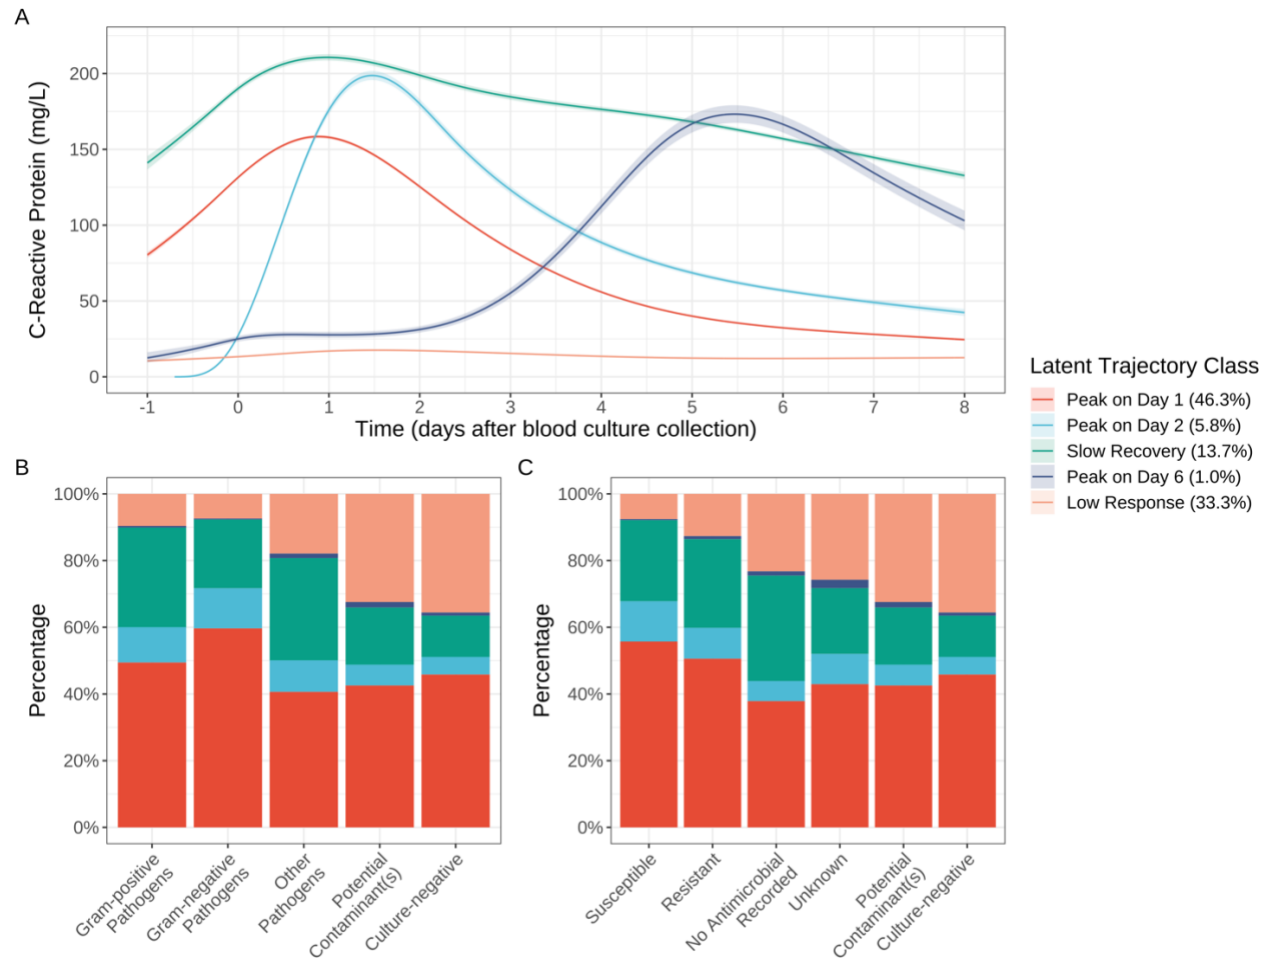 A
C-Reactive Protein (mg/L)
200
150
100
50
0
-1 0 1 2 3 4 5 6 7 8
Time (days after blood culture collection)
Latent Trajectory Class
Peak on Day 1 (46.3%)
Peak on Day 2 (5.8%)
Slow Recovery (13.7%)
Peak on Day 6 (1.0%)
Low Response (33.3%)
B
Percentage
100%
80%
60%
40%
20%
0%
Gram-positive
Pathogens
Gram-negative
Pathogens
Other
Pathogens
Potential
Contaminant(s)
Culture-negative
C
Percentage
100%
80%
60%
40%
20%
0%
Susceptible
Resistant
No Antimicrobial
Recorded
Unknown
Potential
Contaminant(s)
Culture-negative